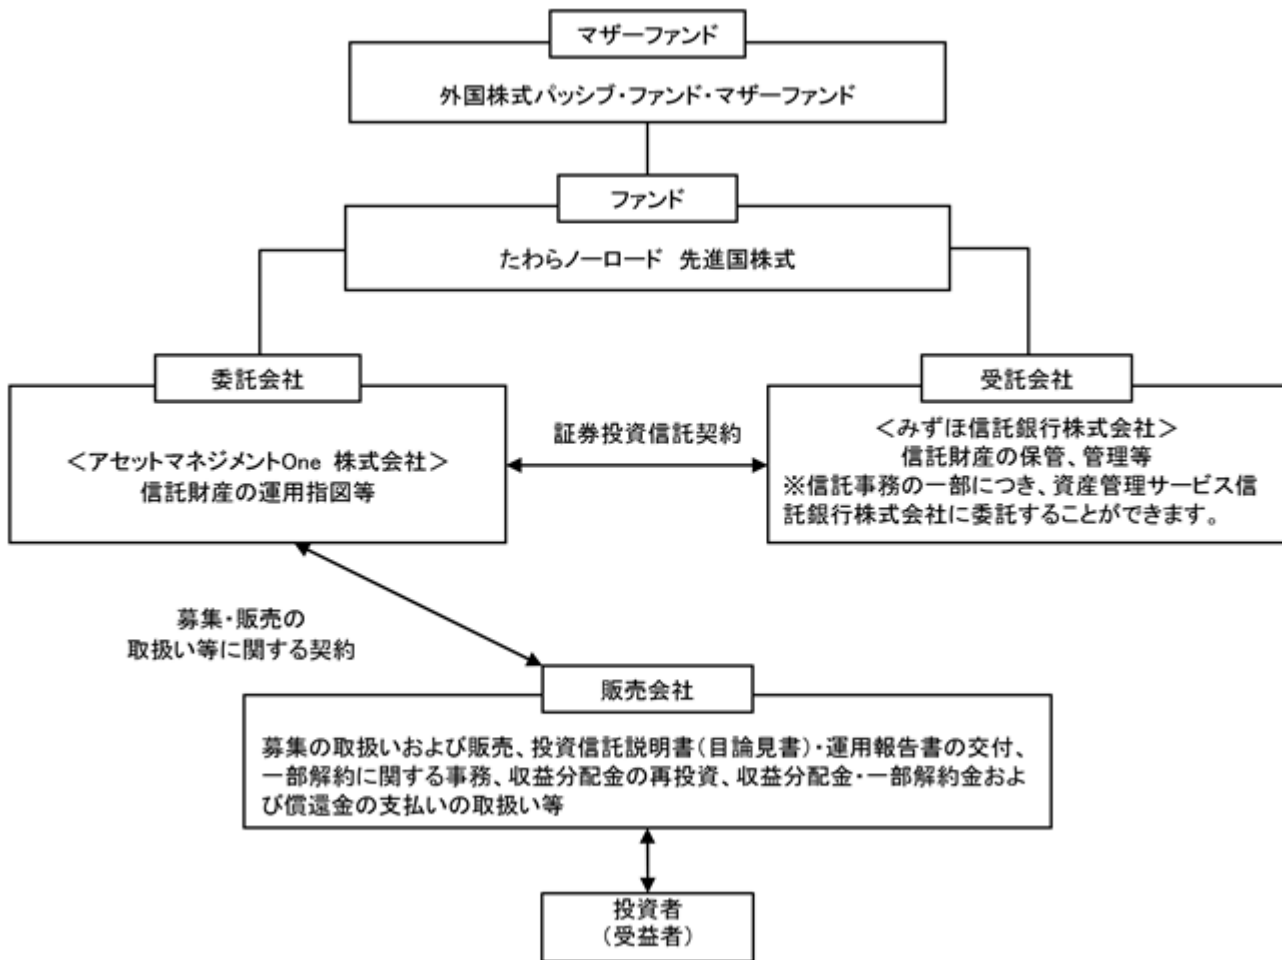 マザーファンド
外国株式パッシブ・ファンド・マザーファンド
ファンド
たわらノーロード 先進国株式
委託会社
<アセットマネジメントOne 株式会社>
信託財産の運用指図等
証券投資信託契約
受託会社
<みずほ信託銀行株式会社>
信託財産の保管、管理等
※信託事務の一部につき、資産管理サービス信
託銀行株式会社に委託することができます。
募集・販売の
取扱い等に関する契約
販売会社
募集の取扱いおよび販売、投資信託説明書(目論見書)・運用報告書の交付、
一部解約に関する事務、収益分配金の再投資、収益分配金・一部解約金およ
び償還金の支払いの取扱い等
投資者
(受益者)